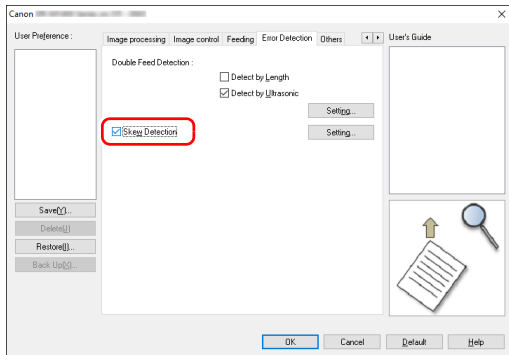 Canon
User Preference :
Image processing Image control Feeding Error Detection Others
User's Guide
Double Feed Detection :
Detect by Length
Detect by Ultrasonic
Setting...
Skew Detection
Setting...
Save(Y)...
Delete(J)
Restore(I)...
Back Up(X)...
OK Cancel Default Help